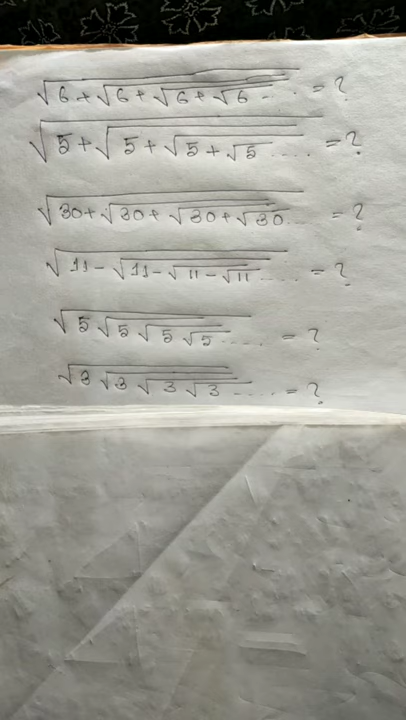 √6+√6+√6+√6.... = ?
√5+√5+√5+√5.... = ?
√30+√30+√30+√30... = ?
√11-√11-√11-√11.... = ?
√5√5√5√5.... = ?
√3√3√3√3.... = ?